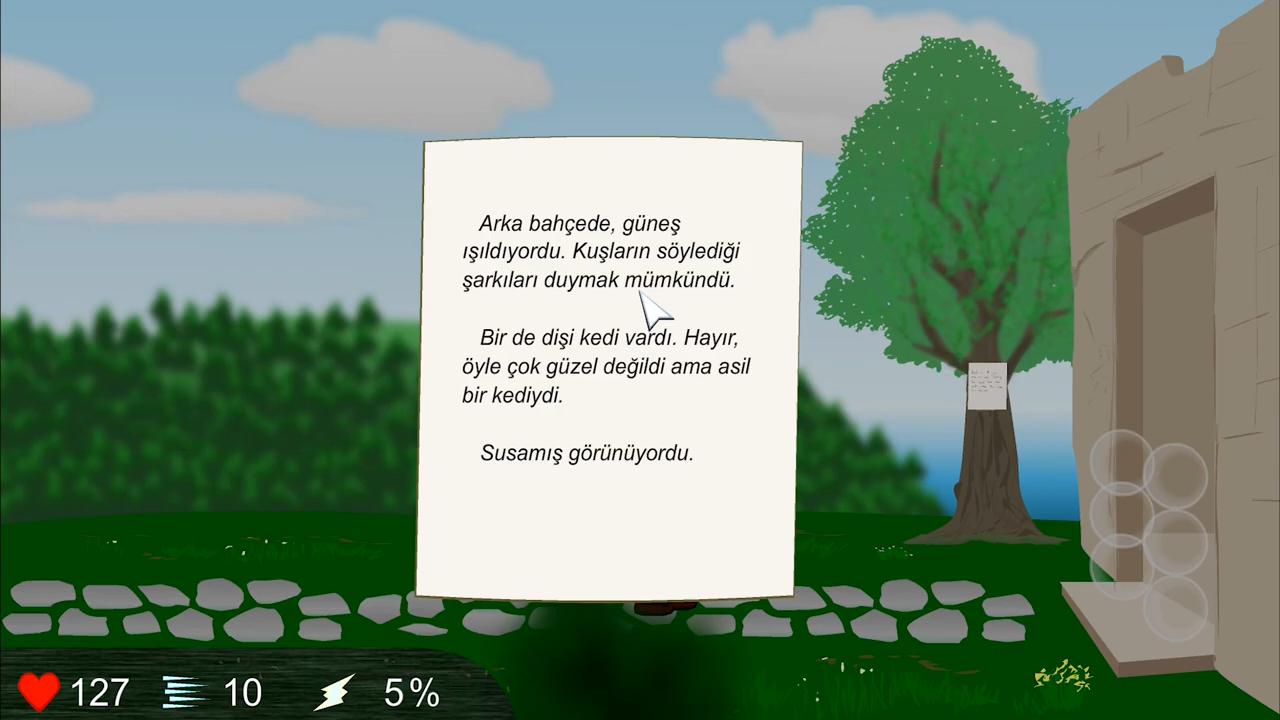 Arka bahçede, güneş
ışıldıyordu. Kuşların söylediği
şarkıları duymak mümkündü.
Bir de dişi kedi vardı. Hayır,
öyle çok güzel değildi ama asil
bir kediydi.
Susamış görünüyordu.
127 10 5%